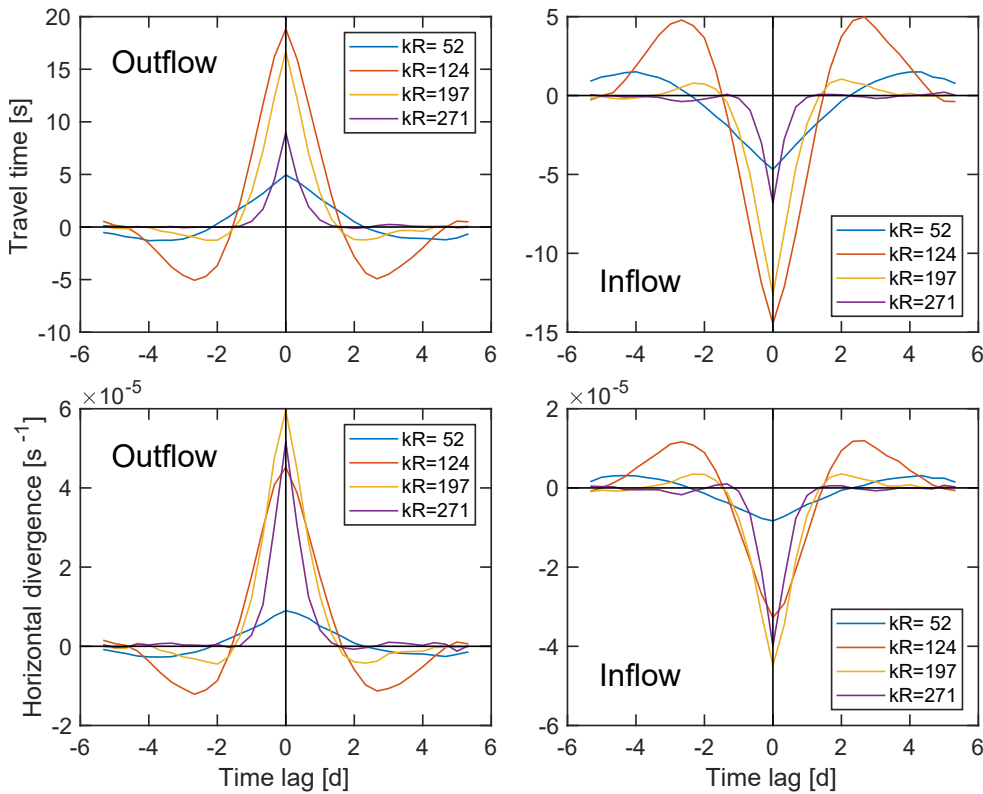 Outflow
kR= 52
kR=124
kR=197
kR=271
Travel time [s]
20
15
10
5
0
-5
-10
-6 -4 -2 0 2 4 6
Inflow
kR= 52
kR=124
kR=197
kR=271
5
0
-5
-10
-15
-6 -4 -2 0 2 4 6
×10⁻⁵
Outflow
kR= 52
kR=124
kR=197
kR=271
Horizontal divergence [s⁻¹]
6
4
2
0
-2
-6 -4 -2 0 2 4 6
Time lag [d]
×10⁻⁵
Inflow
kR= 52
kR=124
kR=197
kR=271
2
0
-2
-4
-6
-6 -4 -2 0 2 4 6
Time lag [d]